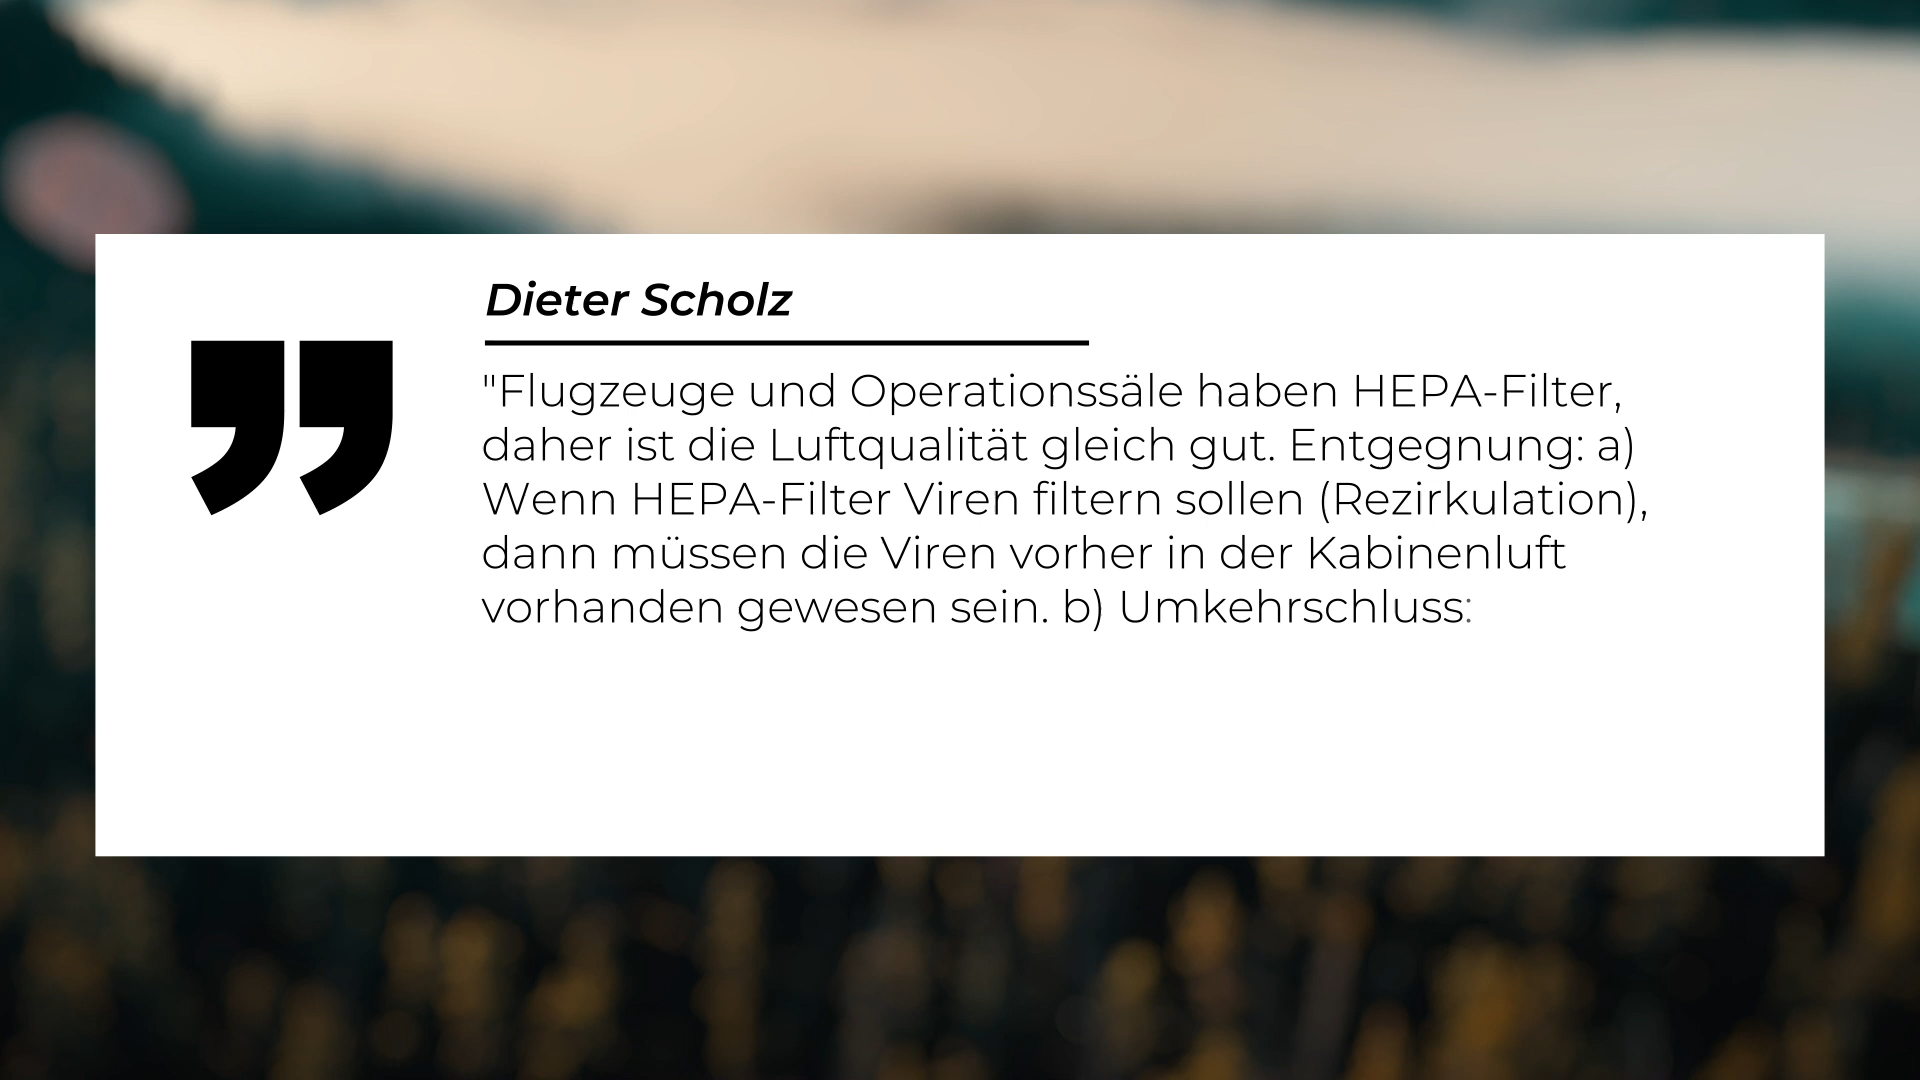 Dieter Scholz
"Flugzeuge und Operationssäle haben HEPA-Filter,
daher ist die Luftqualität gleich gut. Entgegnung: a)
Wenn HEPA-Filter Viren filtern sollen (Rezirkulation),
dann müssen die Viren vorher in der Kabinenluft
vorhanden gewesen sein. b) Umkehrschluss: